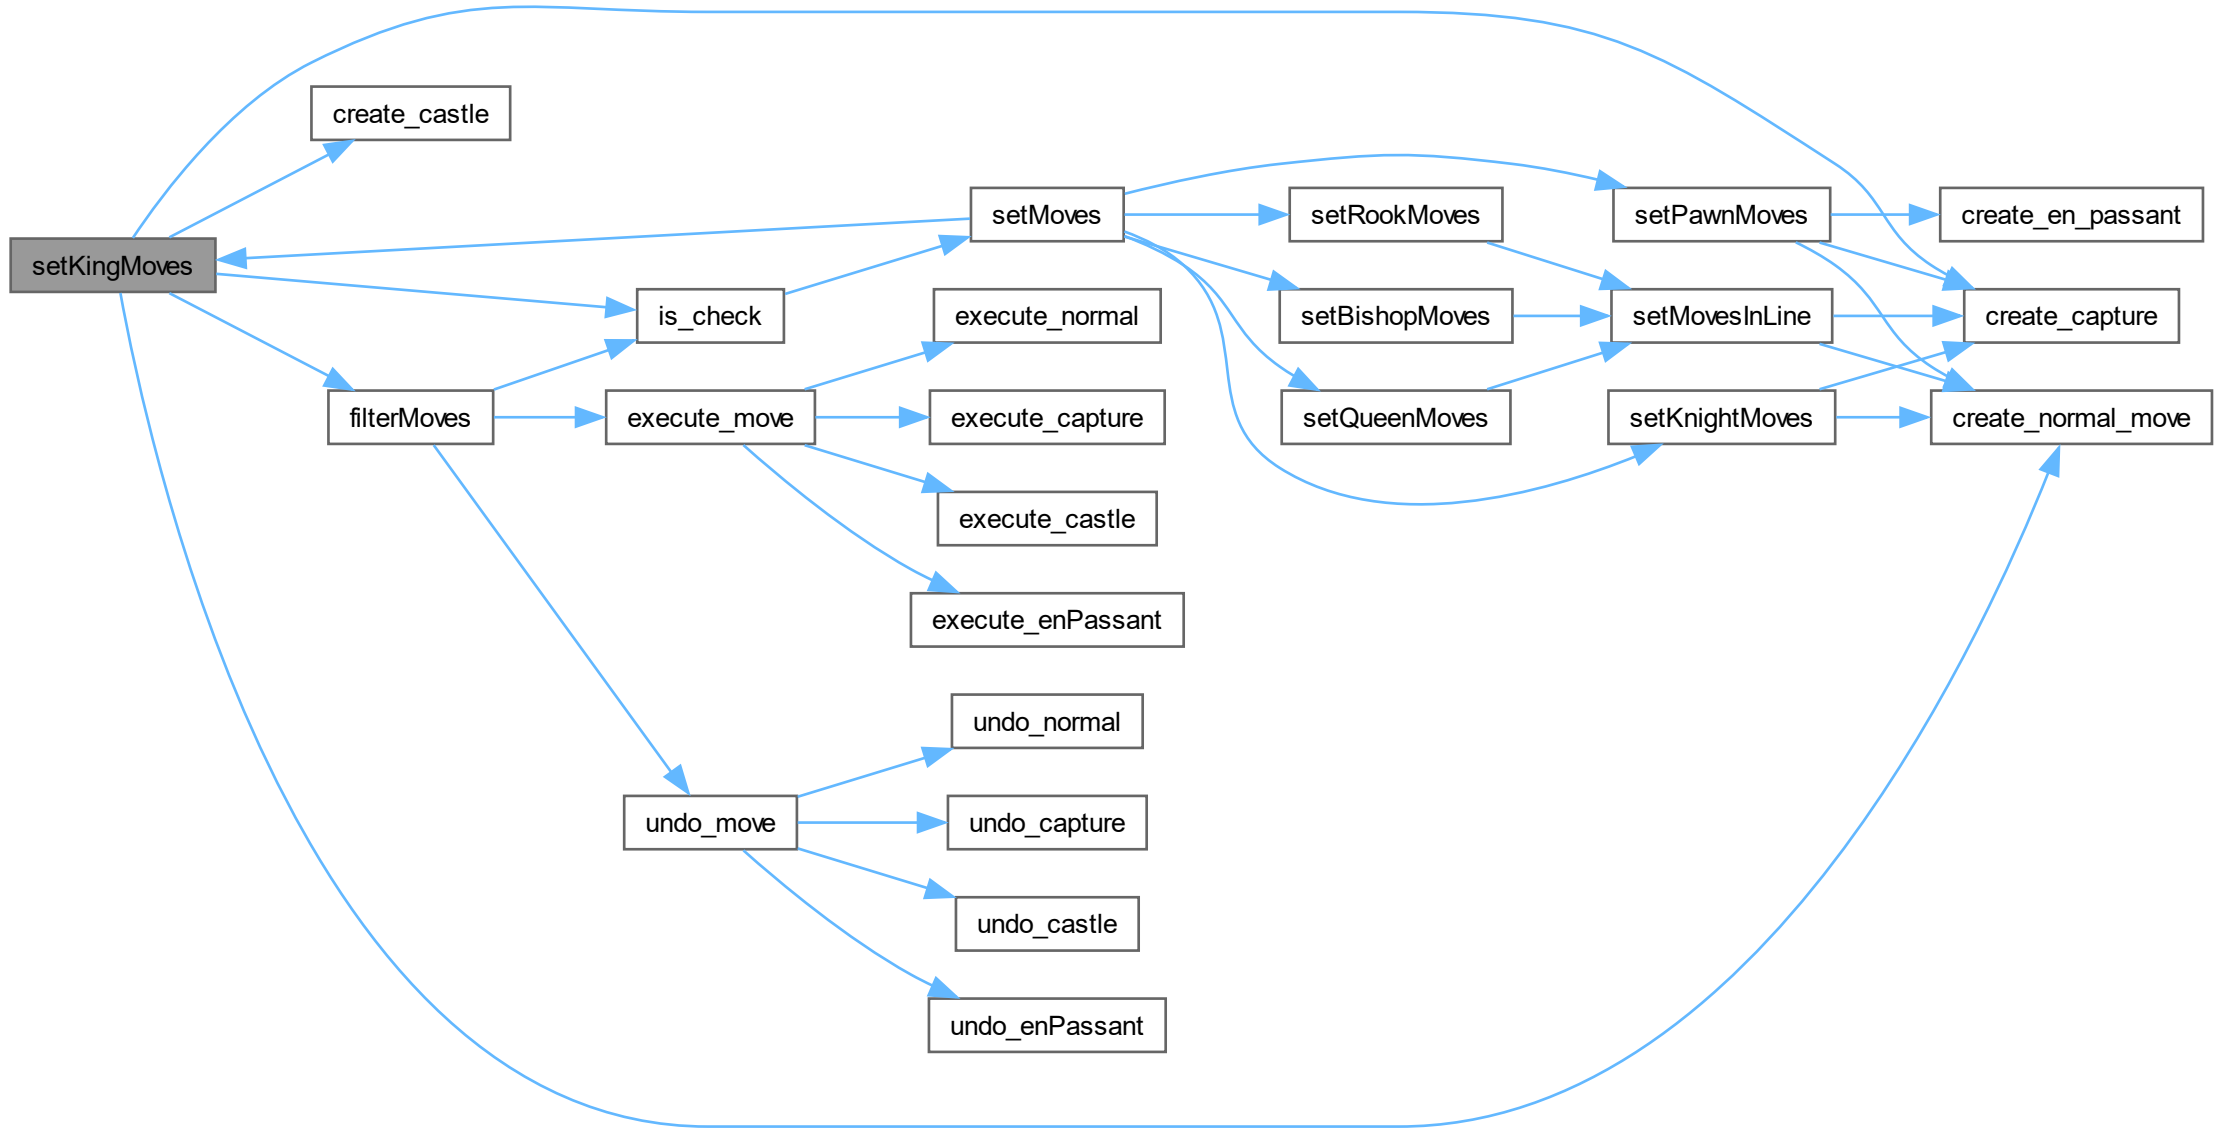 setKingMoves
create_castle
filterMoves
is_check
execute_move
undo_move
setMoves
execute_normal
execute_capture
execute_castle
execute_enPassant
undo_normal
undo_capture
undo_castle
undo_enPassant
setRookMoves
setBishopMoves
setQueenMoves
setPawnMoves
setMovesInLine
setKnightMoves
create_en_passant
create_capture
create_normal_move